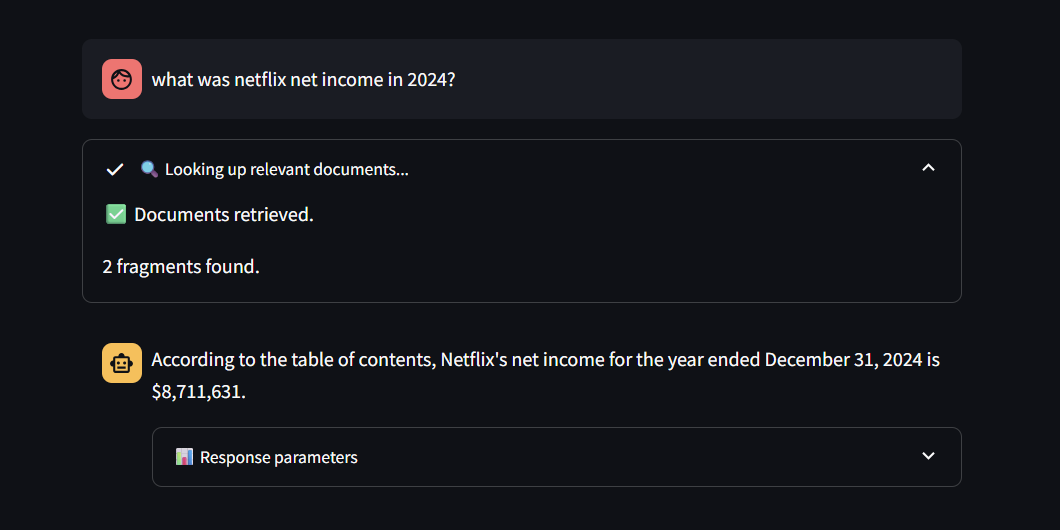 what was netflix net income in 2024?
Looking up relevant documents...
Documents retrieved.
2 fragments found.
According to the table of contents, Netflix's net income for the year ended December 31, 2024 is
$8,711,631.
Response parameters